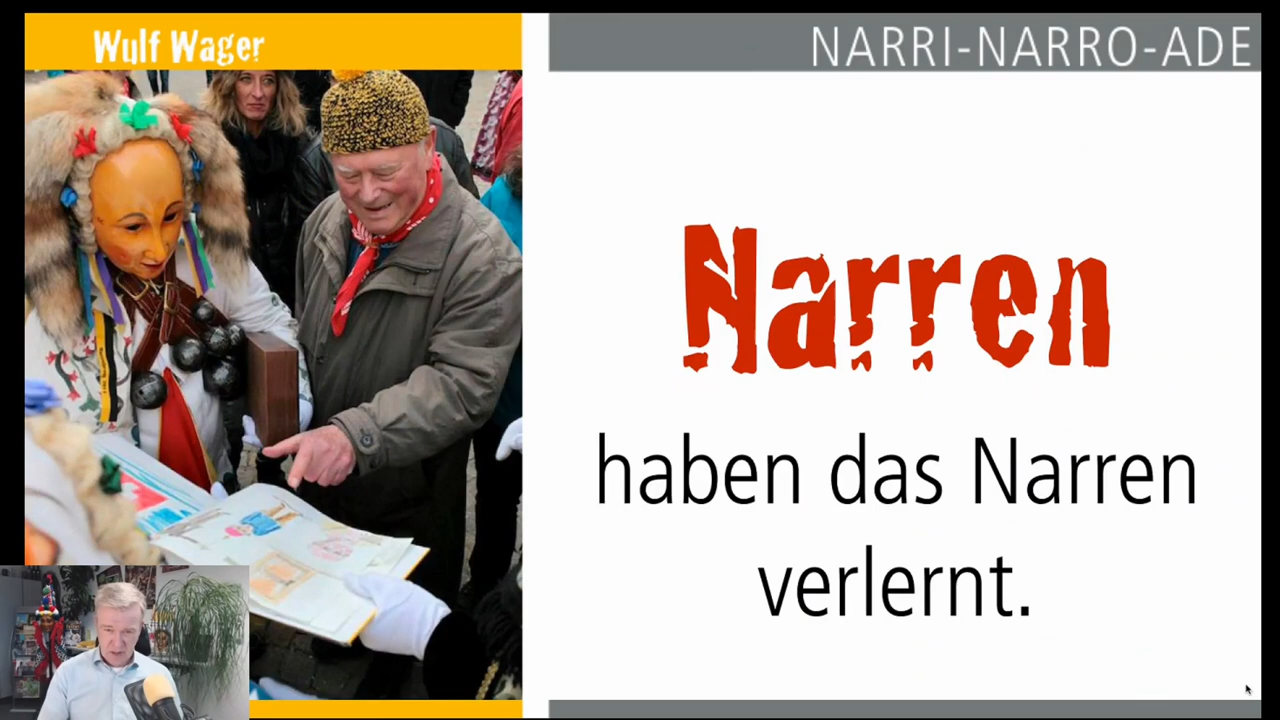 Wulf Wager
NARRI-NARRO-ADE
Narren
haben das Narren
verlernt.